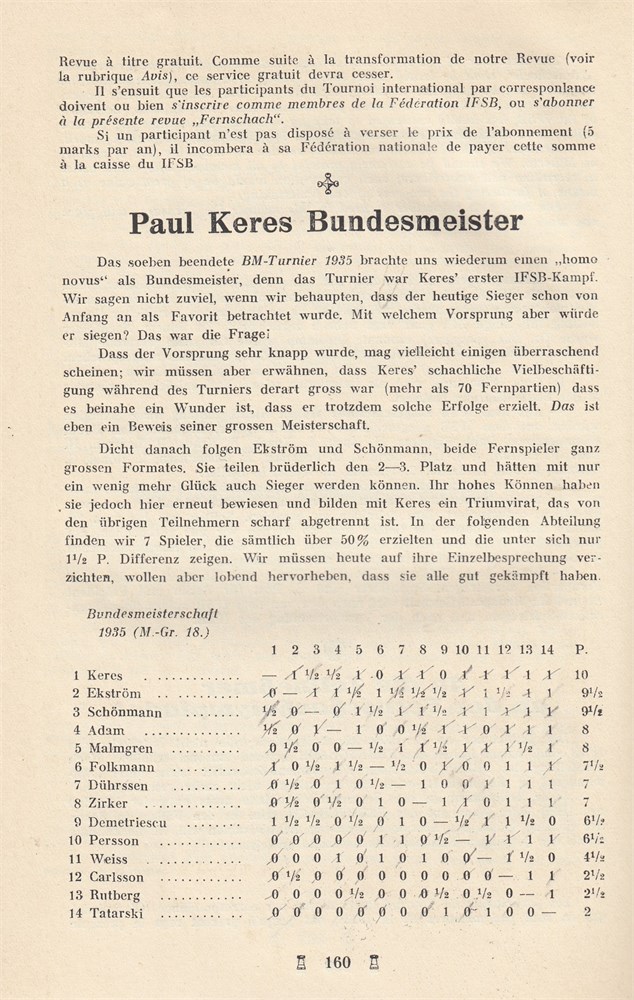 Revue à titre gratuit. Comme suite à la transformation de notre Revue (voir
la rubrique Avis), ce service gratuit devra cesser.
Il s'ensuit que les participants du Tournoi international par corresponlance
doivent ou bien s'inscrire comme membres de la Fédération IFSB, ou s'abonner
à la présente revue „Fernschach“.
Si un participant n'est pas disposé à verser le prix de l'abonnement (5
marks par an), il incombera à sa Fédération nationale de payer cette somme
à la caisse du IFSB
Paul Keres Bundesmeister
Das soeben beendete BM-Turnier 1935 brachte uns wiederum einen „homo
novus“ als Bundesmeister, denn das Turnier war Keres' erster IFSB-Kampf.
Wir sagen nicht zuviel, wenn wir behaupten, dass der heutige Sieger schon von
Anfang an als Favorit betrachtet wurde. Mit welchem Vorsprung aber würde
er siegen? Das war die Frage!
Dass der Vorsprung sehr knapp wurde, mag vielleicht einigen überraschend
scheinen; wir müssen aber erwähnen, dass Keres' schachliche Vielbeschäfti-
gung während des Turniers derart gross war (mehr als 70 Fernpartien) dass
es beinahe ein Wunder ist, dass er trotzdem solche Erfolge erzielt. Das ist
eben ein Beweis seiner grossen Meisterschaft.
Dicht danach folgen Ekström und Schönmann, beide Fernspieler ganz
grossen Formates. Sie teilen brüderlich den 2—3. Platz und hätten mit nur
ein wenig mehr Glück auch Sieger werden können. Ihr hohes Können haben
sie jedoch hier erneut bewiesen und bilden mit Keres ein Triumvirat, das von
den übrigen Teilnehmern scharf abgetrennt ist. In der folgenden Abteilung
finden wir 7 Spieler, die sämtlich über 50% erzielten und die unter sich nur
1½ P. Differenz zeigen. Wir müssen heute auf ihre Einzelbesprechung ver-
zichten, wollen aber lobend hervorheben, dass sie alle gut gekämpft haben.
Bundesmeisterschaft
1935 (M.-Gr. 18.)
1 2 3 4 5 6 7 8 9 10 11 12 13 14 P.
1 Keres . . . . . . . . . . . . . — 1 ½ ½ 1 0 1 1 0 1 1 1 1 1 10
2 Ekström . . . . . . . . . . . 0 — 1 1 ½ 1 ½ ½ ½ 1 1 ½ 1 1 9½
3 Schönmann . . . . . . . . ½ 0 — 0 1 ½ 1 1 ½ 1 1 1 1 1 9½
4 Adam . . . . . . . . . . . . . . ½ 0 1 — 1 0 0 ½ 1 1 0 1 1 1 8
5 Malmgren . . . . . . . . . . 0 ½ 0 0 — ½ 1 1 ½ 1 1 1 ½ 1 8
6 Folkmann . . . . . . . . . . 1 0 ½ 1 ½ — ½ 0 1 0 0 1 1 1 7½
7 Dührssen . . . . . . . . . . 0 ½ 0 1 0 ½ — 1 0 0 1 1 1 1 7
8 Zirker . . . . . . . . . . . . . . 0 ½ 0 ½ 0 1 0 — 1 1 0 1 1 1 7
9 Demetriescu . . . . . . . . 1 ½ ½ 0 ½ 0 1 0 — ½ 1 1 ½ 0 6½
10 Persson . . . . . . . . . . . . 0 0 0 0 0 1 1 0 ½ — 1 1 1 1 6½
11 Weiss . . . . . . . . . . . . . . 0 0 0 1 0 1 0 1 0 0 — 1 ½ 0 4½
12 Carlsson . . . . . . . . . . . . 0 ½ 0 0 0 0 0 0 0 0 0 — 1 1 2½
13 Rutberg . . . . . . . . . . . . 0 0 0 0 ½ 0 0 0 ½ 0 ½ 0 — 1 2½
14 Tatarski . . . . . . . . . . . . 0 0 0 0 0 0 0 0 1 0 1 0 0 — 2
160